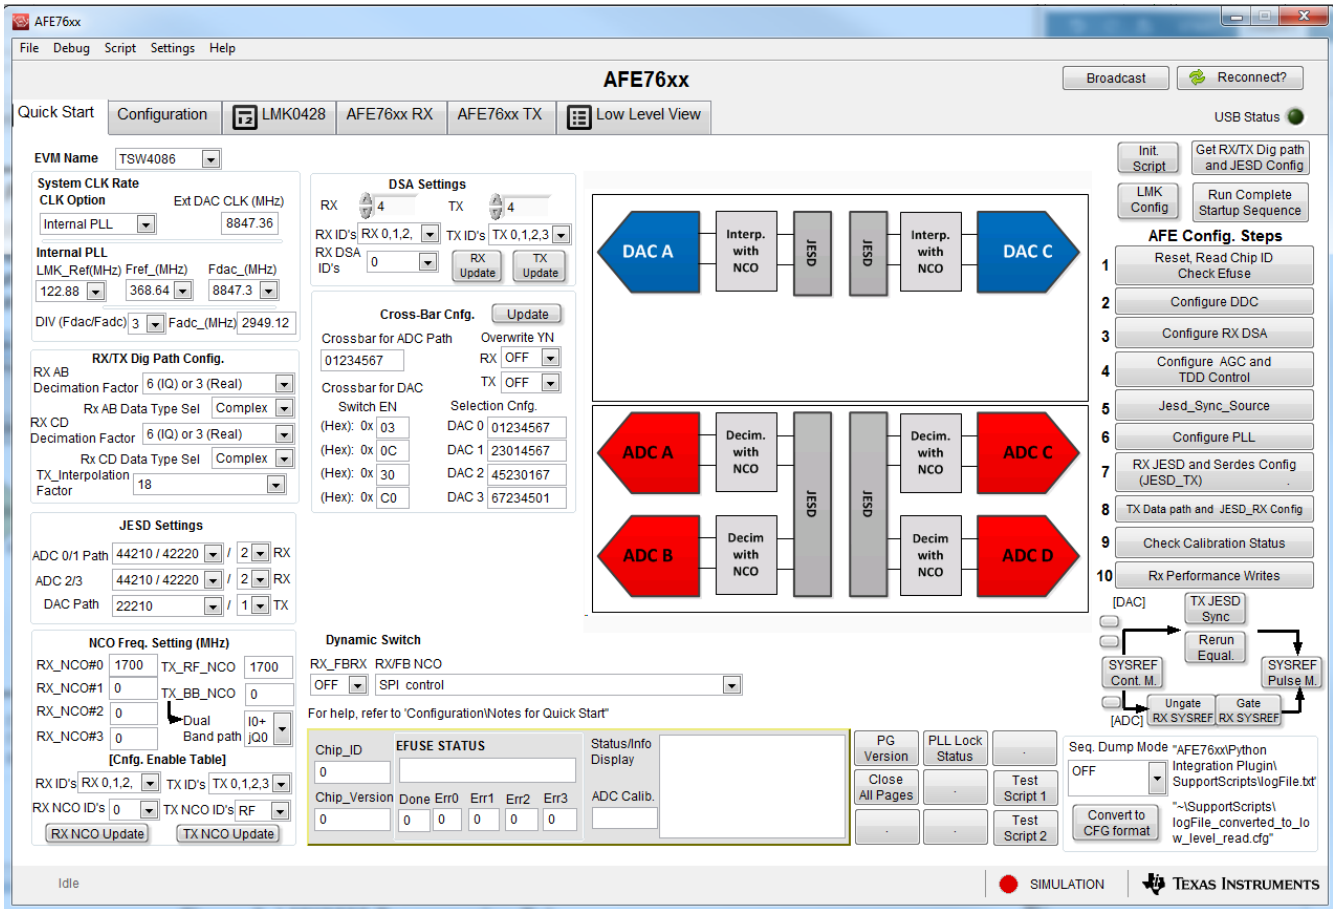 AFE76xx
File Debug Script Settings Help
AFE76xx
Broadcast
Reconnect?
Quick Start
Configuration
LMK0428
AFE76xx RX
AFE76xx TX
Low Level View
USB Status
EVM Name TSW4086
System CLK Rate
CLK Option Ext DAC CLK (MHz)
Internal PLL 8847.36
Internal PLL
LMK_Ref(MHz) Fref_(MHz) Fdac_(MHz)
122.88 368.64 8847.3
DIV (Fdac/Fadc) 3 Fadc_(MHz) 2949.12
RX/TX Dig Path Config.
RX AB
Decimation Factor 6 (IQ) or 3 (Real)
Rx AB Data Type Sel Complex
RX CD
Decimation Factor 6 (IQ) or 3 (Real)
Rx CD Data Type Sel Complex
TX_Interpolation
Factor 18
JESD Settings
ADC 0/1 Path 44210 / 42220 / 2 RX
ADC 2/3 44210 / 42220 / 2 RX
DAC Path 22210 / 1 TX
NCO Freq. Setting (MHz)
RX_NCO#0 1700 TX_RF_NCO 1700
RX_NCO#1 0 TX_BB_NCO 0
RX_NCO#2 0 Dual
Band path I0+
jQ0
RX_NCO#3 0
[Cnfg. Enable Table]
RX ID's RX 0,1,2, TX ID's TX 0,1,2,3
RX NCO ID's 0 TX NCO ID's RF
RX NCO Update TX NCO Update
DSA Settings
RX 4 TX 4
RX ID's RX 0,1,2, TX ID's TX 0,1,2,3
RX DSA
ID's 0
RX
Update
TX
Update
Cross-Bar Cnfg. Update
Crossbar for ADC Path Overwrite YN
01234567 RX OFF
Crossbar for DAC TX OFF
Switch EN Selection Cnfg.
(Hex): 0x 03 DAC 0 01234567
(Hex): 0x 0C DAC 1 23014567
(Hex): 0x 30 DAC 2 45230167
(Hex): 0x C0 DAC 3 67234501
DAC A
Interp.
with
NCO
JESD
JESD
Interp.
with
NCO
DAC C
ADC A
Decim.
with
NCO
Decim.
with
NCO
ADC C
JESD
JESD
ADC B
Decim
with
NCO
Decim
with
NCO
ADC D
Dynamic Switch
RX_FBRX RX/FB NCO
OFF SPI control
For help, refer to 'Configuration\Notes for Quick Start"
Chip_ID
0
Chip_Version
0
EFUSE STATUS
Done Err0 Err1 Err2 Err3
0 0 0 0 0
Status/Info
Display
ADC Calib.
PG
Version
PLL Lock
Status
.
Close
All Pages
.
Test
Script 1
.
.
Test
Script 2
Init.
Script
Get RX/TX Dig path
and JESD Config
LMK
Config
Run Complete
Startup Sequence
AFE Config. Steps
1 Reset, Read Chip ID
Check Efuse
2 Configure DDC
3 Configure RX DSA
4 Configure AGC and
TDD Control
5 Jesd_Sync_Source
6 Configure PLL
7 RX JESD and Serdes Config
(JESD_TX) .
8 TX Data path and JESD_RX Config
9 Check Calibration Status
10 Rx Performance Writes
[DAC]
TX JESD
Sync
Rerun
Equal.
SYSREF
Cont. M.
SYSREF
Pulse M.
[ADC]
Ungate
RX SYSREF
Gate
RX SYSREF
Seq. Dump Mode
OFF
"AFE76xx\Python
Integration Plugin\
SupportScripts\logFile.txt'
Convert to
CFG format
"~\SupportScripts\
logFile_converted_to_lo
w_level_read.cfg"
Idle
SIMULATION
TEXAS INSTRUMENTS